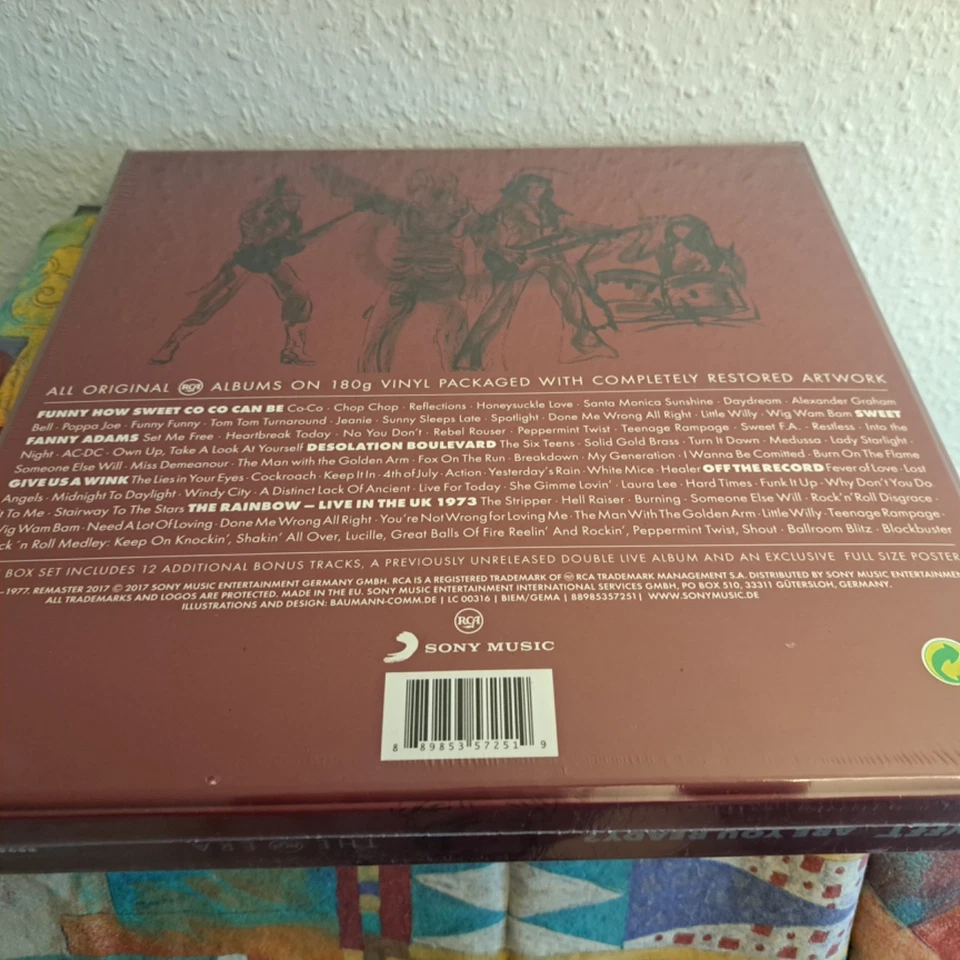 ALL ORIGINAL RCA ALBUMS ON 180g VINYL PACKAGED WITH COMPLETELY RESTORED ARTWORK
FUNNY HOW SWEET CO CO CAN BE Co-Co · Chop Chop · Reflections · Honeysuckle Love · Santa Monica Sunshine · Daydream · Alexander Graham
Bell · Poppa Joe · Funny Funny · Tom Tom Turnaround · Jeanie · Sunny Sleeps Late · Spotlight · Done Me Wrong All Right · Little Willy · Wig Wam Bam SWEET
FANNY ADAMS Set Me Free · Heartbreak Today · No You Don't · Rebel Rouser · Peppermint Twist · Teenage Rampage · Sweet F.A. · Restless · Into the
Night · AC-DC · Own Up, Take A Look At Yourself DESOLATION BOULEVARD The Six Teens · Solid Gold Brass · Turn It Down · Medussa · Lady Starlight ·
Someone Else Will · Miss Demeanour · The Man with the Golden Arm · Fox On The Run · Breakdown · My Generation · I Wanna Be Comitted · Burn On The Flame
GIVE US A WINK The Lies in Your Eyes · Cockroach · Keep It In · 4th of July · Action · Yesterday's Rain · White Mice · Healer OFF THE RECORD Fever of Love · Lost
Angels · Midnight To Daylight · Windy City · A Distinct Lack Of Ancient · Live For Today · She Gimme Lovin' · Laura Lee · Hard Times · Funk It Up · Why Don't You Do
It To Me · Stairway To The Stars THE RAINBOW – LIVE IN THE UK 1973 The Stripper · Hell Raiser · Burning · Someone Else Will · Rock'n'Roll Disgrace ·
Wig Wam Bam · Need A Lot Of Loving · Done Me Wrong All Right · You're Not Wrong for Loving Me · The Man With The Golden Arm · Little Willy · Teenage Rampage ·
ck 'n Roll Medley: Keep On Knockin', Shakin' All Over, Lucille, Great Balls Of Fire Reelin' And Rockin', Peppermint Twist, Shout · Ballroom Blitz · Blockbuster
BOX SET INCLUDES 12 ADDITIONAL BONUS TRACKS, A PREVIOUSLY UNRELEASED DOUBLE LIVE ALBUM AND AN EXCLUSIVE FULL SIZE POSTER
– 1977. REMASTER 2017 ℗ © 2017 SONY MUSIC ENTERTAINMENT GERMANY GMBH. RCA IS A REGISTERED TRADEMARK OF RCA TRADEMARK MANAGEMENT S.A. DISTRIBUTED BY SONY MUSIC ENTERTAINMEN
ALL TRADEMARKS AND LOGOS ARE PROTECTED. MADE IN THE EU. SONY MUSIC ENTERTAINMENT INTERNATIONAL SERVICES GMBH, PO BOX 510, 33311 GÜTERSLOH, GERMANY.
ILLUSTRATIONS AND DESIGN: BAUMANN-COMM.DE | LC 00316 | BIEM/GEMA | 88985357251 | WWW.SONYMUSIC.DE
RCA
SONY MUSIC
8 89853 57251 9
SWEET ARE YOU READY?
THE RCA ERA